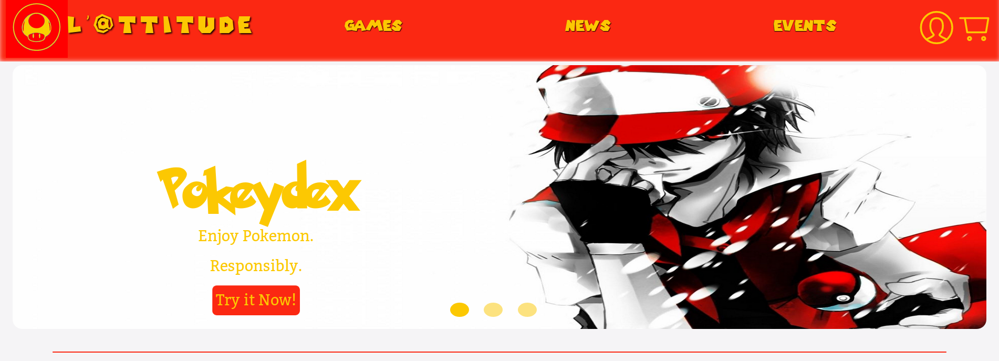 L'@TTITUDE GAMES NEWS EVENTS
Pokeydex
Enjoy Pokemon.
Responsibly.
Try it Now!